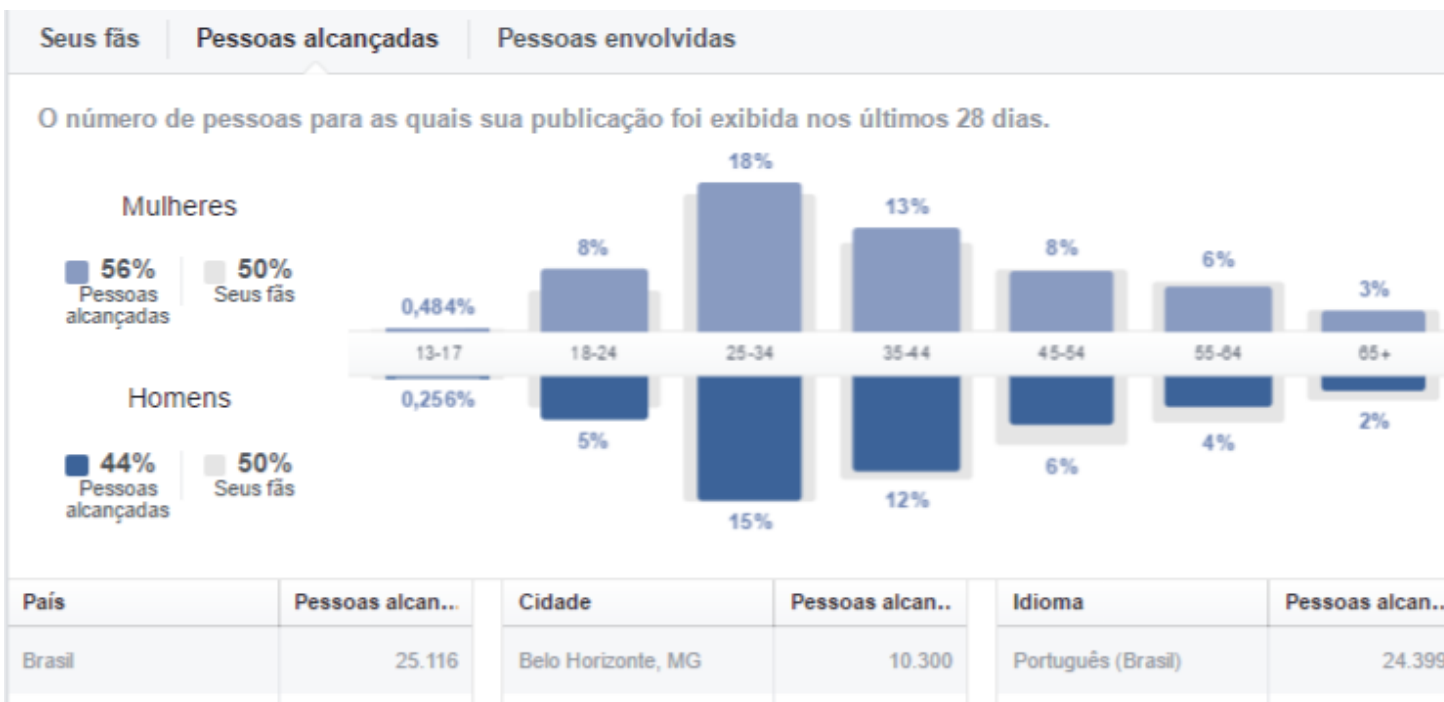 Seus fãs Pessoas alcançadas Pessoas envolvidas
O número de pessoas para as quais sua publicação foi exibida nos últimos 28 dias.
Mulheres
56% Pessoas alcançadas
50% Seus fãs
0,484% 8% 18% 13% 8% 6% 3%
13-17 18-24 25-34 35-44 45-54 55-64 65+
Homens
44% Pessoas alcançadas
50% Seus fãs
0,256% 5% 15% 12% 6% 4% 2%
País Pessoas alcan... Cidade Pessoas alcan.. Idioma Pessoas alcan..
Brasil 25.116 Belo Horizonte, MG 10.300 Português (Brasil) 24.399